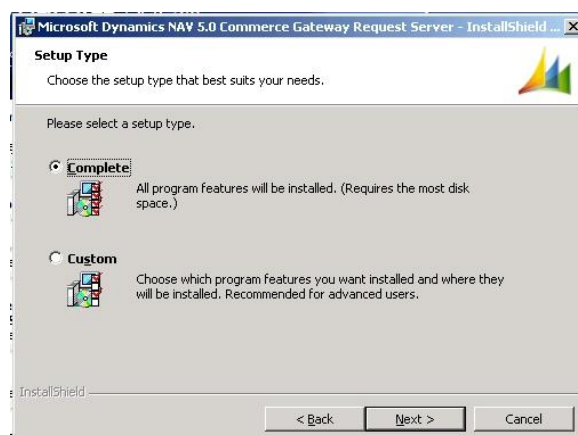 Microsoft Dynamics NAV 5.0 Commerce Gateway Request Server - InstallShield ...
Setup Type
Choose the setup type that best suits your needs.
Please select a setup type.
Complete
All program features will be installed. (Requires the most disk
space.)
Custom
Choose which program features you want installed and where they
will be installed. Recommended for advanced users.
InstallShield
< Back Next > Cancel